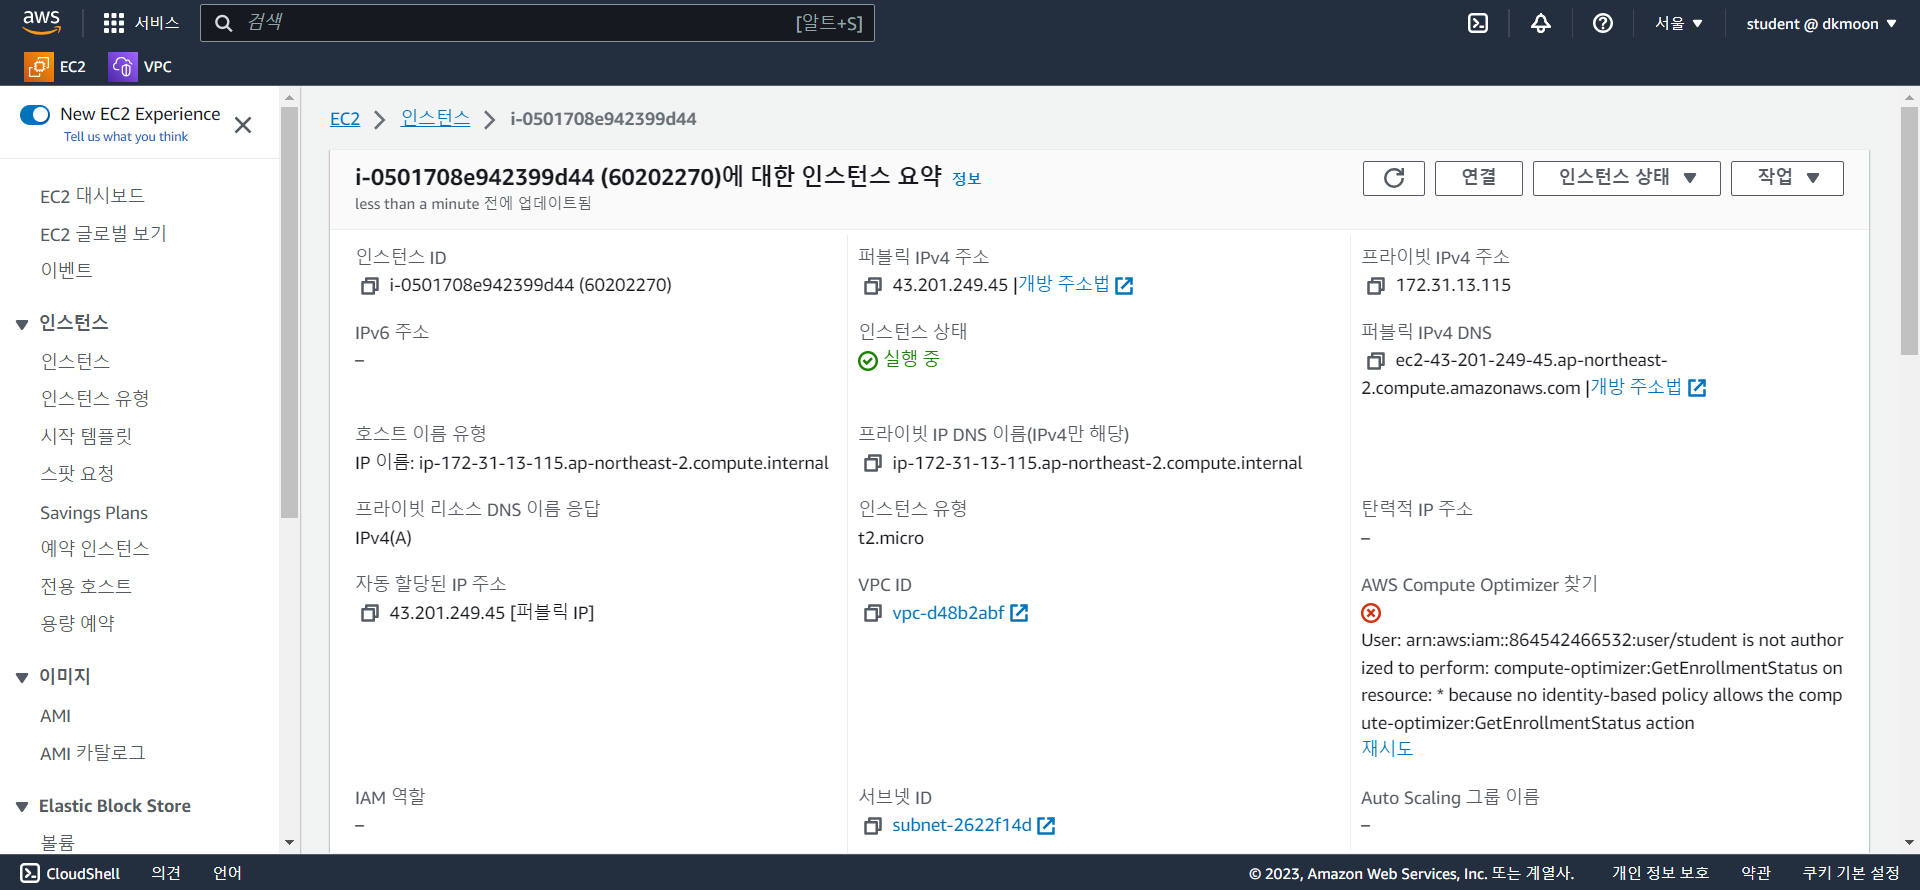 aws
서비스
검색
[알트+S]
서울 ▼
student @ dkmoon ▼
EC2
VPC
New EC2 Experience
Tell us what you think
EC2 대시보드
EC2 글로벌 보기
이벤트
인스턴스
인스턴스
인스턴스 유형
시작 템플릿
스팟 요청
Savings Plans
예약 인스턴스
전용 호스트
용량 예약
이미지
AMI
AMI 카탈로그
Elastic Block Store
볼륨
EC2 > 인스턴스 > i-0501708e942399d44
i-0501708e942399d44 (60202270)에 대한 인스턴스 요약 정보
less than a minute 전에 업데이트됨
연결
인스턴스 상태 ▼
작업 ▼
인스턴스 ID
i-0501708e942399d44 (60202270)
퍼블릭 IPv4 주소
43.201.249.45 |개방 주소법
프라이빗 IPv4 주소
172.31.13.115
IPv6 주소
–
인스턴스 상태
실행 중
퍼블릭 IPv4 DNS
ec2-43-201-249-45.ap-northeast-
2.compute.amazonaws.com |개방 주소법
호스트 이름 유형
IP 이름: ip-172-31-13-115.ap-northeast-2.compute.internal
프라이빗 IP DNS 이름(IPv4만 해당)
ip-172-31-13-115.ap-northeast-2.compute.internal
프라이빗 리소스 DNS 이름 응답
IPv4(A)
인스턴스 유형
t2.micro
탄력적 IP 주소
–
자동 할당된 IP 주소
43.201.249.45 [퍼블릭 IP]
VPC ID
vpc-d48b2abf
AWS Compute Optimizer 찾기
User: arn:aws:iam::864542466532:user/student is not author
ized to perform: compute-optimizer:GetEnrollmentStatus on
resource: * because no identity-based policy allows the comp
ute-optimizer:GetEnrollmentStatus action
재시도
IAM 역할
–
서브넷 ID
subnet-2622f14d
Auto Scaling 그룹 이름
–
CloudShell
의견
언어
© 2023, Amazon Web Services, Inc. 또는 계열사.
개인 정보 보호
약관
쿠키 기본 설정